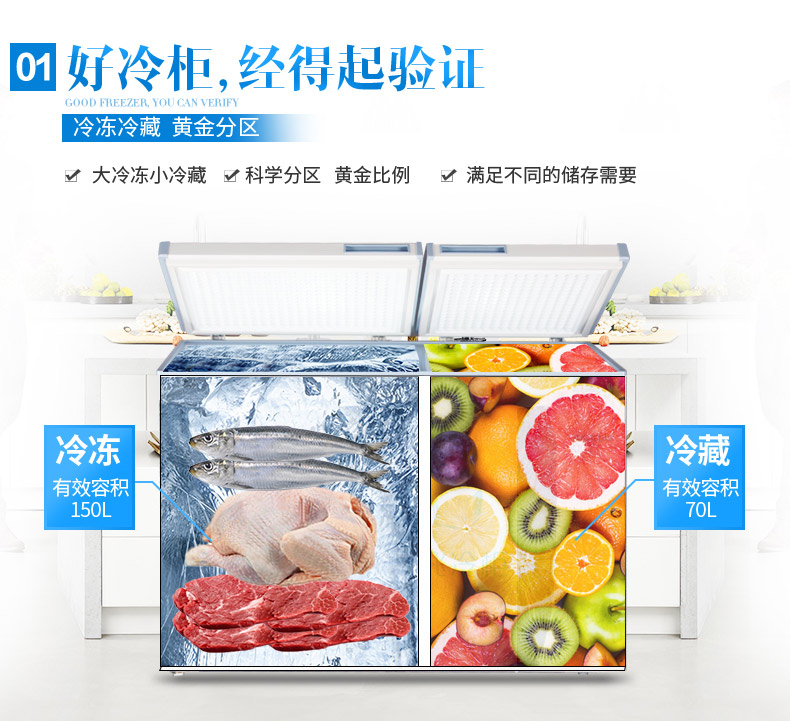 01 好冷柜,经得起验证
GOOD FREEZER, YOU CAN VERIFY
冷冻冷藏 黄金分区
大冷冻小冷藏 科学分区 黄金比例 满足不同的储存需要
冷冻
有效容积
150L
冷藏
有效容积
70L